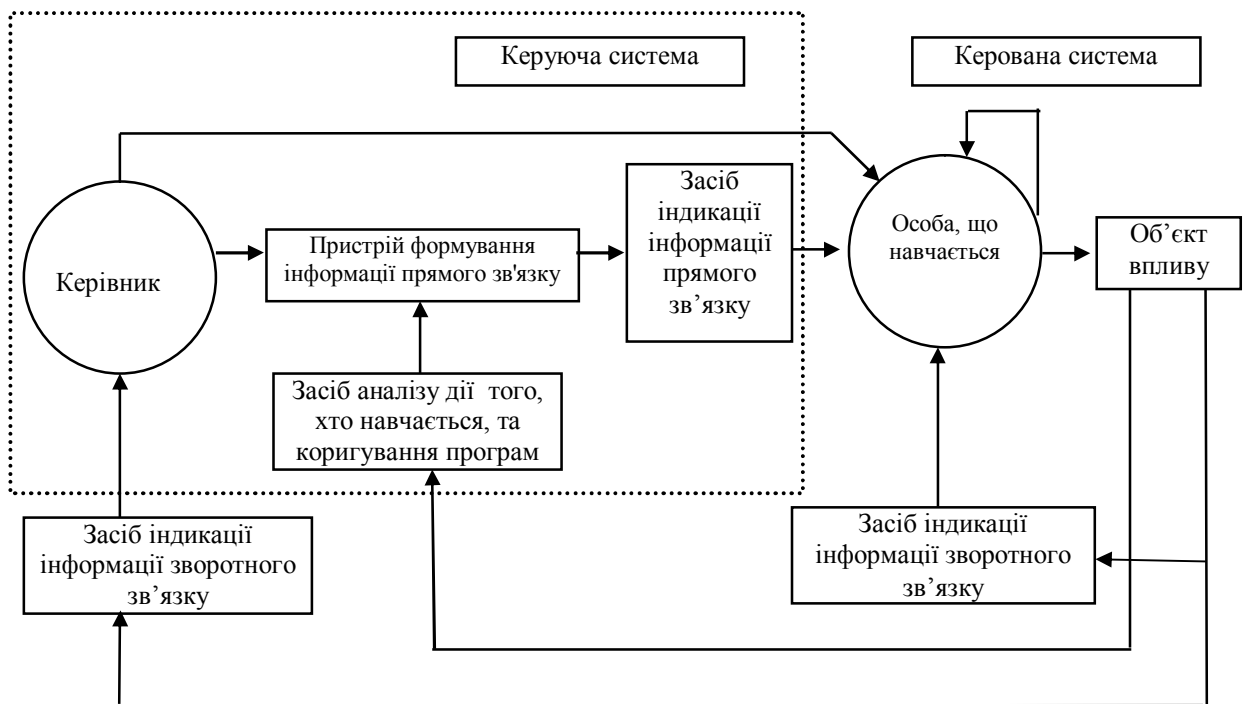 Керуюча система
Керована система
Керівник
Пристрій формування
інформації прямого зв'язку
Засіб
індикації
інформації
прямого
зв’язку
Особа, що
навчається
Об’єкт
впливу
Засіб аналізу дії того,
хто навчається, та
коригування програм
Засіб індикації
інформації зворотного
зв’язку
Засіб індикації
інформації зворотного
зв’язку